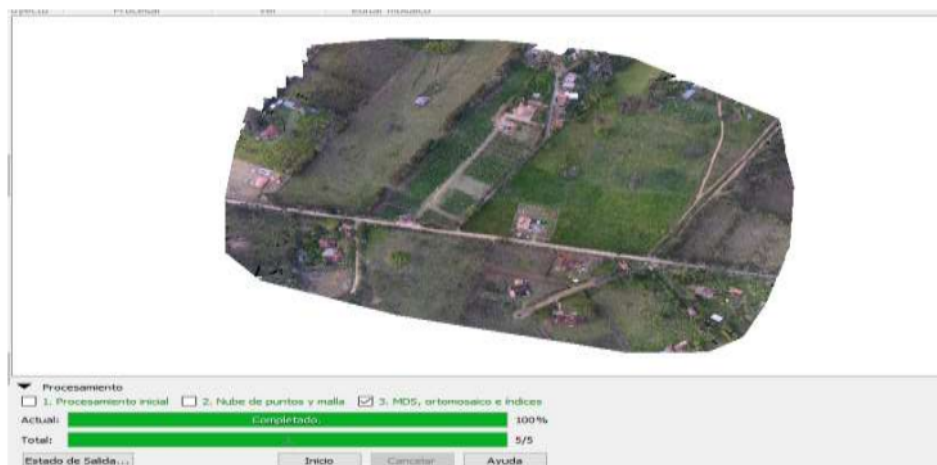 Procesar Ver Editar mosaico
Procesamiento
1. Procesamiento inicial 2. Nube de puntos y malla 3. MDS, ortomosaico e índices
Actual: Completado. 100%
Total: 5/5
Estado de Salida... Inicio Cancelar Ayuda